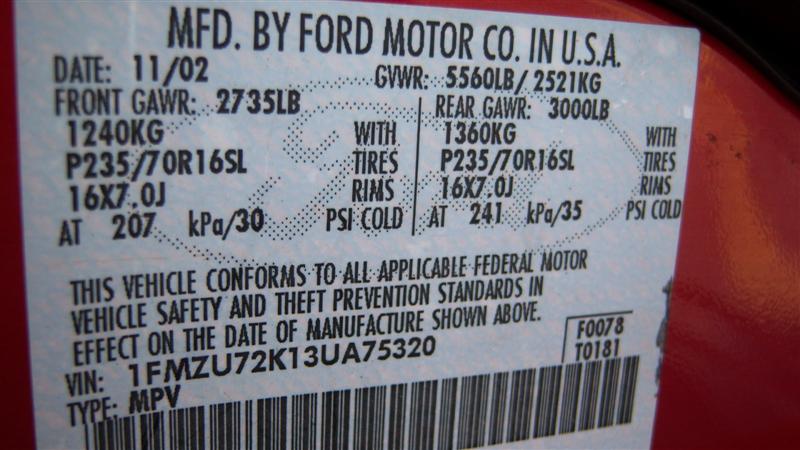 MFD. BY FORD MOTOR CO. IN U.S.A.
DATE: 11/02 GVWR: 5560LB/ 2521KG
FRONT GAWR: 2735LB REAR GAWR: 3000LB
1240KG WITH 1360KG WITH
P235/70R16SL TIRES P235/70R16SL TIRES
16X7.0J RIMS 16X7.0J RIMS
AT 207 kPa/30 PSI COLD AT 241 kPa/35 PSI COLD
THIS VEHICLE CONFORMS TO ALL APPLICABLE FEDERAL MOTOR
VEHICLE SAFETY AND THEFT PREVENTION STANDARDS IN
EFFECT ON THE DATE OF MANUFACTURE SHOWN ABOVE.
F0078
VIN: 1FMZU72K13UA75320 T0181
TYPE: MPV